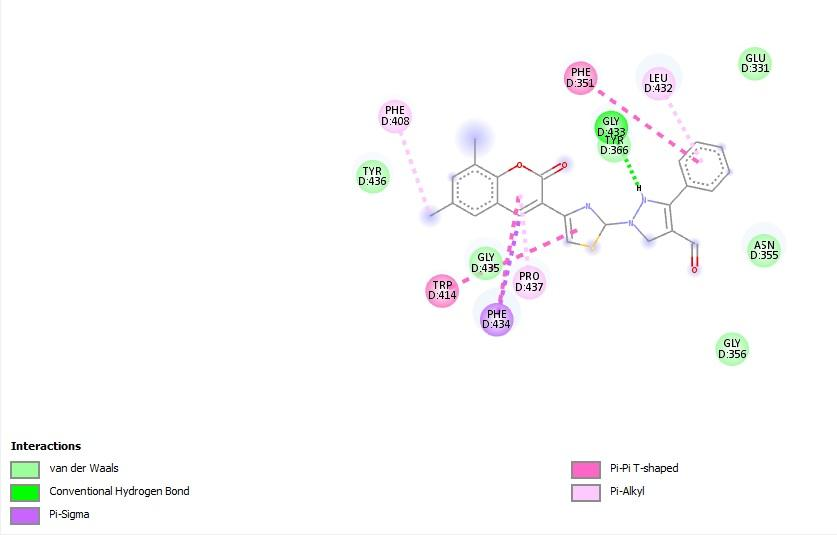 GLU
D:331
PHE
D:351
LEU
D:432
PHE
D:408
GLY
D:433
TYR
D:366
TYR
D:436
O
O
H
N
N
N
S
O
GLY
D:435
PRO
D:437
TRP
D:414
PHE
D:434
ASN
D:355
GLY
D:356
Interactions
van der Waals
Conventional Hydrogen Bond
Pi-Sigma
Pi-Pi T-shaped
Pi-Alkyl